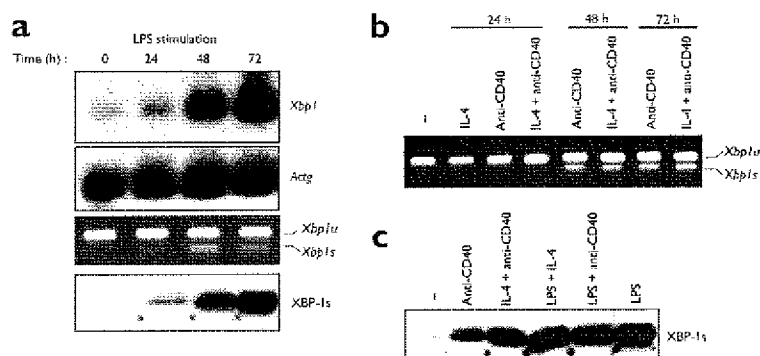 a
LPS stimulation
Time (h) : 0 24 48 72
Xbp1
Actg
Xbp1u
Xbp1s
XBP-1s
b
24 h 48 h 72 h
IL-4
Anti-CD40
IL-4 + anti-CD40
Anti-CD40
IL-4 + anti-CD40
Anti-CD40
IL-4 + anti-CD40
Xbp1u
Xbp1s
c
Anti-CD40
IL-4 + anti-CD40
LPS + IL-4
LPS + anti-CD40
LPS
XBP-1s